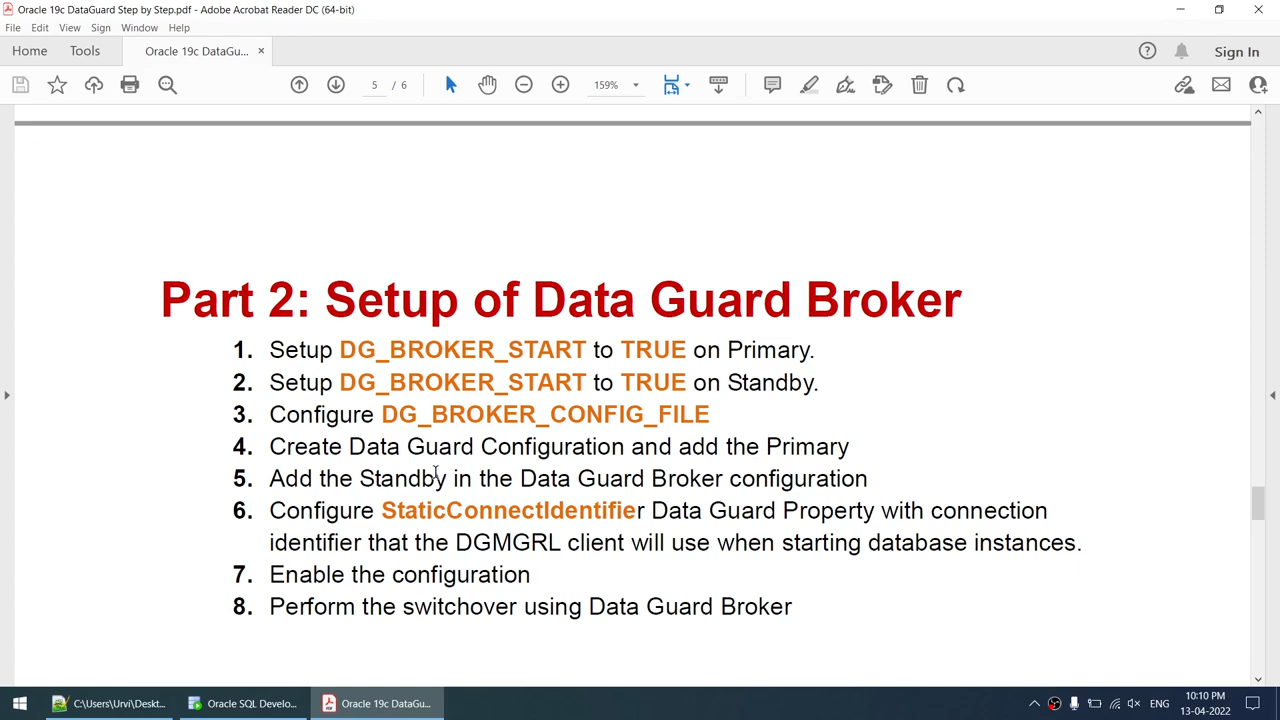 Oracle 19c DataGuard Step by Step.pdf - Adobe Acrobat Reader DC (64-bit)
File Edit View Sign Window Help
Home Tools Oracle 19c DataGu... × Sign In
5 / 6 159%
Part 2: Setup of Data Guard Broker
1. Setup DG_BROKER_START to TRUE on Primary.
2. Setup DG_BROKER_START to TRUE on Standby.
3. Configure DG_BROKER_CONFIG_FILE
4. Create Data Guard Configuration and add the Primary
5. Add the Standby in the Data Guard Broker configuration
6. Configure StaticConnectIdentifier Data Guard Property with connection
identifier that the DGMGRL client will use when starting database instances.
7. Enable the configuration
8. Perform the switchover using Data Guard Broker
C:\Users\Urvi\Deskt... Oracle SQL Develo... Oracle 19c DataGu... ENG 10:10 PM
13-04-2022